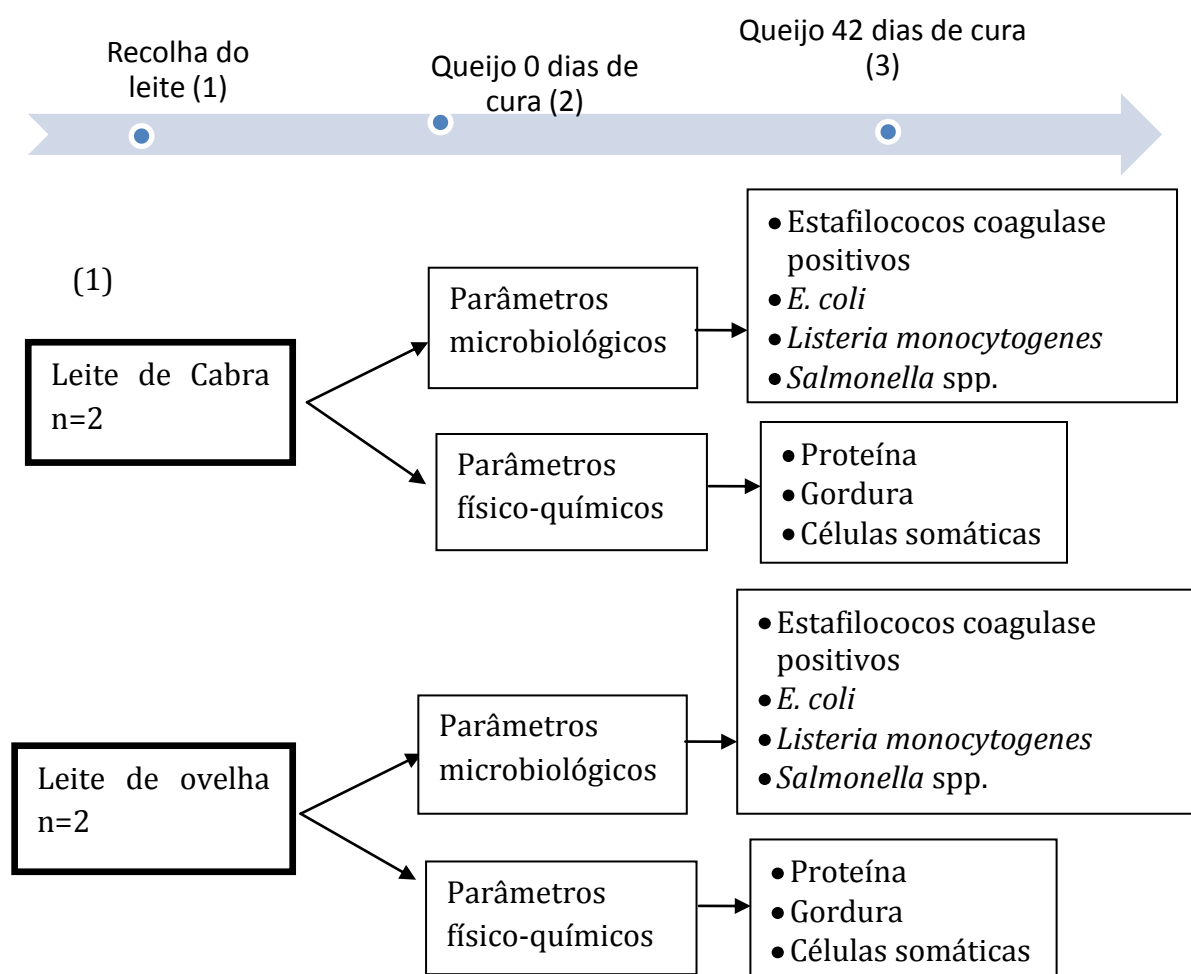 Recolha do
leite (1)
Queijo 0 dias de
cura (2)
Queijo 42 dias de cura
(3)
(1)
Leite de Cabra
n=2
Parâmetros
microbiológicos
• Estafilococos coagulase
positivos
• E. coli
• Listeria monocytogenes
• Salmonella spp.
Parâmetros
físico-químicos
• Proteína
• Gordura
• Células somáticas
Leite de ovelha
n=2
Parâmetros
microbiológicos
• Estafilococos coagulase
positivos
• E. coli
• Listeria monocytogenes
• Salmonella spp.
Parâmetros
físico-químicos
• Proteína
• Gordura
• Células somáticas